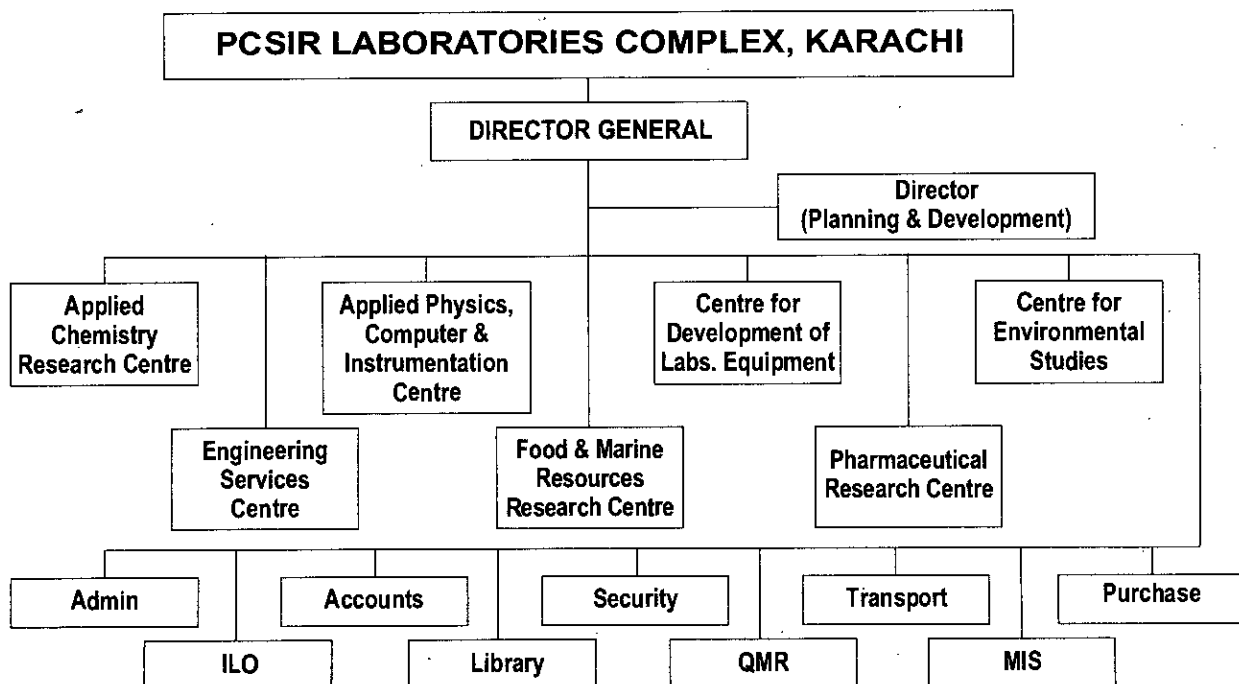 PCSIR LABORATORIES COMPLEX, KARACHI
DIRECTOR GENERAL
Director
(Planning & Development)
Applied
Chemistry
Research Centre
Applied Physics,
Computer &
Instrumentation
Centre
Centre for
Development of
Labs. Equipment
Centre for
Environmental
Studies
Engineering
Services
Centre
Food & Marine
Resources
Research Centre
Pharmaceutical
Research Centre
Admin
Accounts
Security
Transport
Purchase
ILO
Library
QMR
MIS